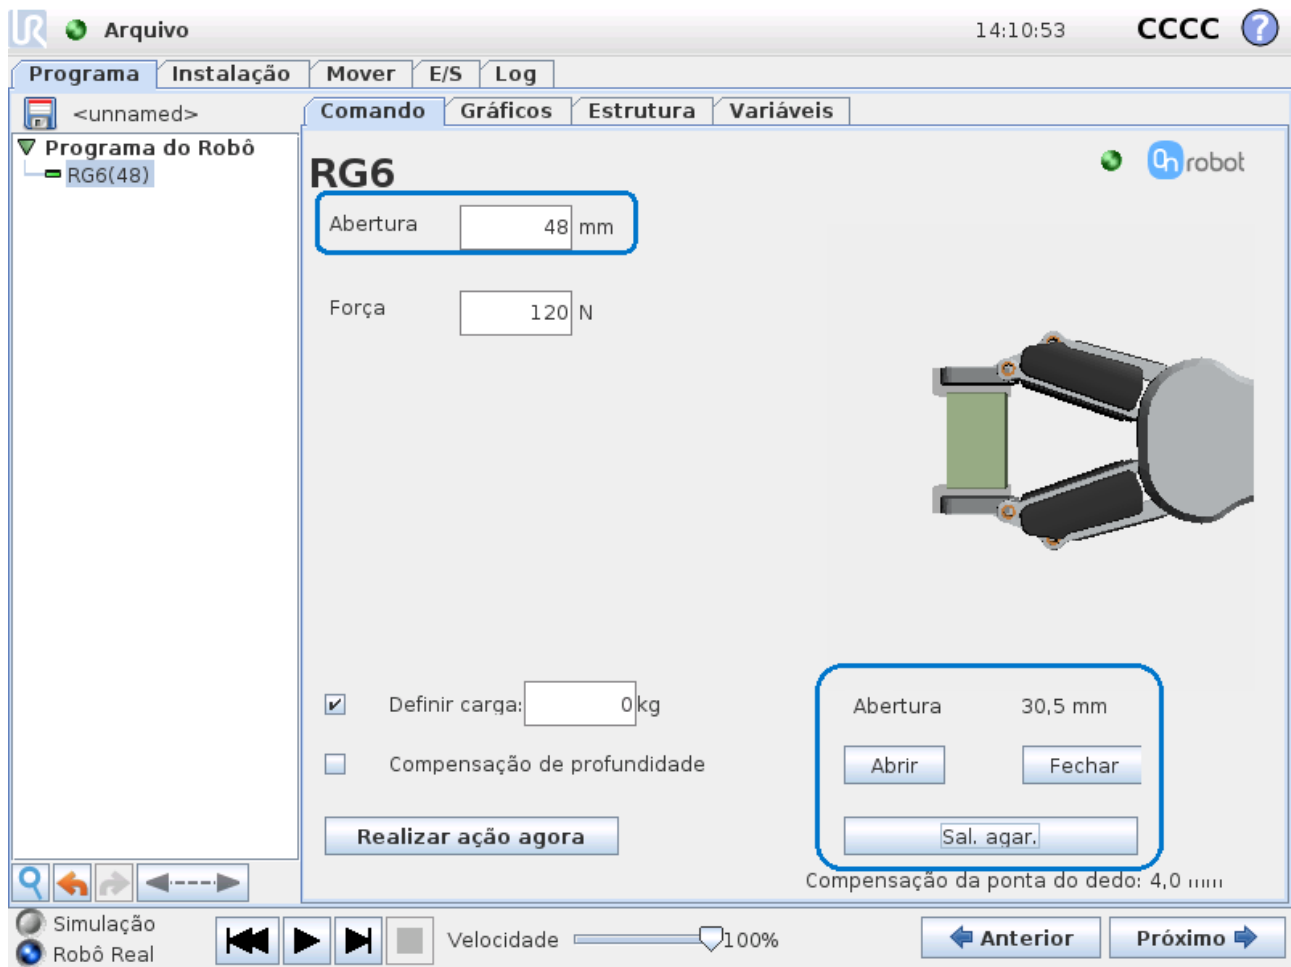 Arquivo 14:10:53 CCCC ?
Programa Instalação Mover E/S Log
<unnamed> Comando Gráficos Estrutura Variáveis
Programa do Robô
RG6(48)
RG6
On robot
Abertura 48 mm
Força 120 N
Definir carga: 0 kg
Compensação de profundidade
Realizar ação agora
Abertura 30,5 mm
Abrir Fechar
Sal. agar.
Compensação da ponta do dedo: 4,0 mm
Simulação
Robô Real
Velocidade 100%
Anterior Próximo